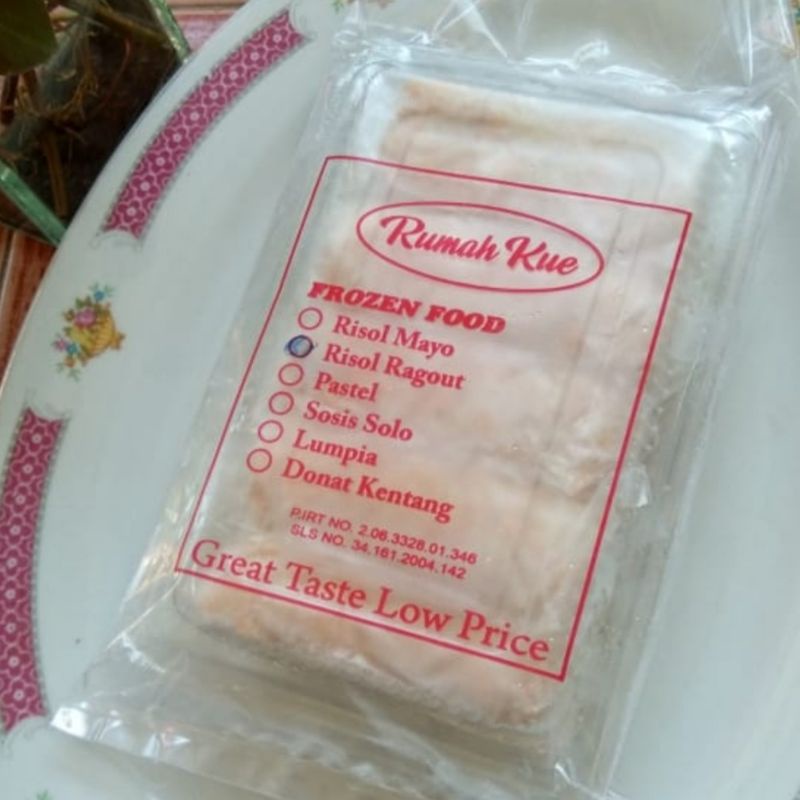 Rumah Kue
FROZEN FOOD
Risol Mayo
Risol Ragout
Pastel
Sosis Solo
Lumpia
Donat Kentang
P.IRT NO. 2.06.3328.01.346
SLS NO. 34.161.2004.142
Great Taste Low Price